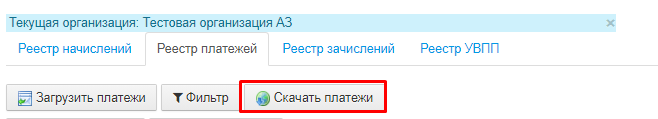 Текущая организация: Тестовая организация АЗ
Реестр начислений Реестр платежей Реестр зачислений Реестр УВПП
Загрузить платежи Фильтр Скачать платежи